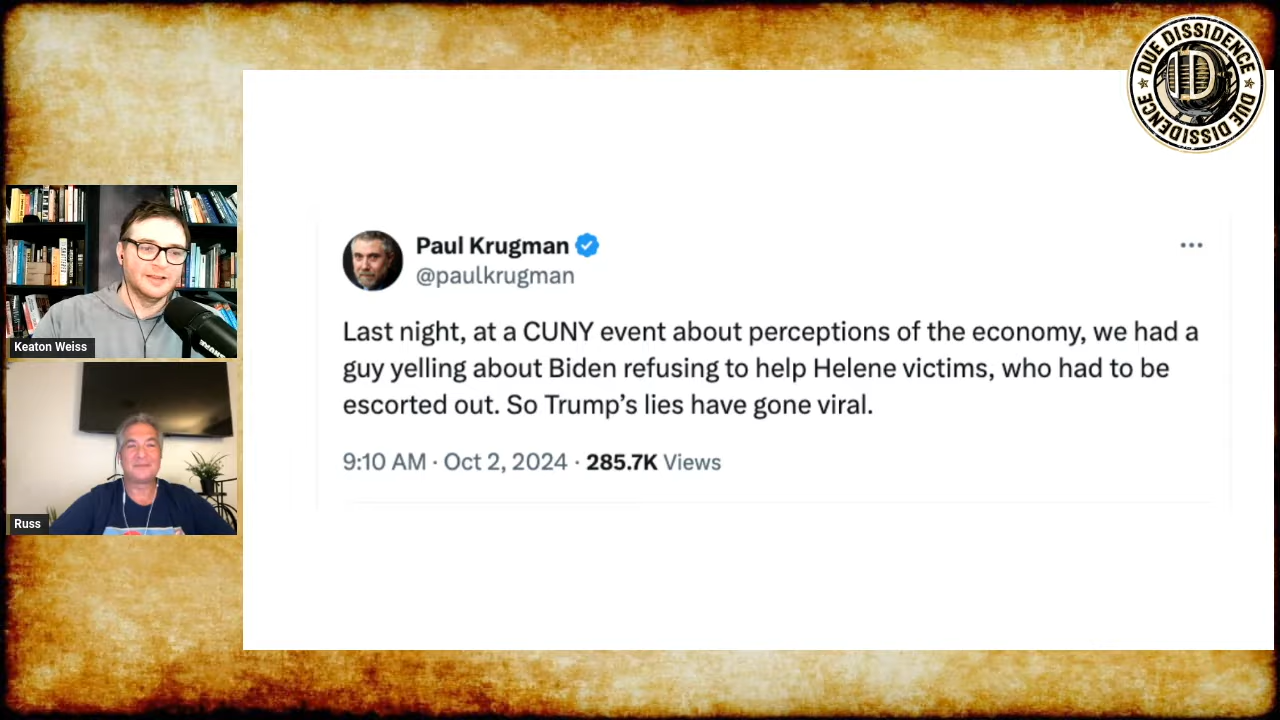 DUE DISSIDENCE
DUE DISSIDENCE
D
Paul Krugman
@paulkrugman
Last night, at a CUNY event about perceptions of the economy, we had a
guy yelling about Biden refusing to help Helene victims, who had to be
escorted out. So Trump’s lies have gone viral.
9:10 AM · Oct 2, 2024 · 285.7K Views
Keaton Weiss
Russ